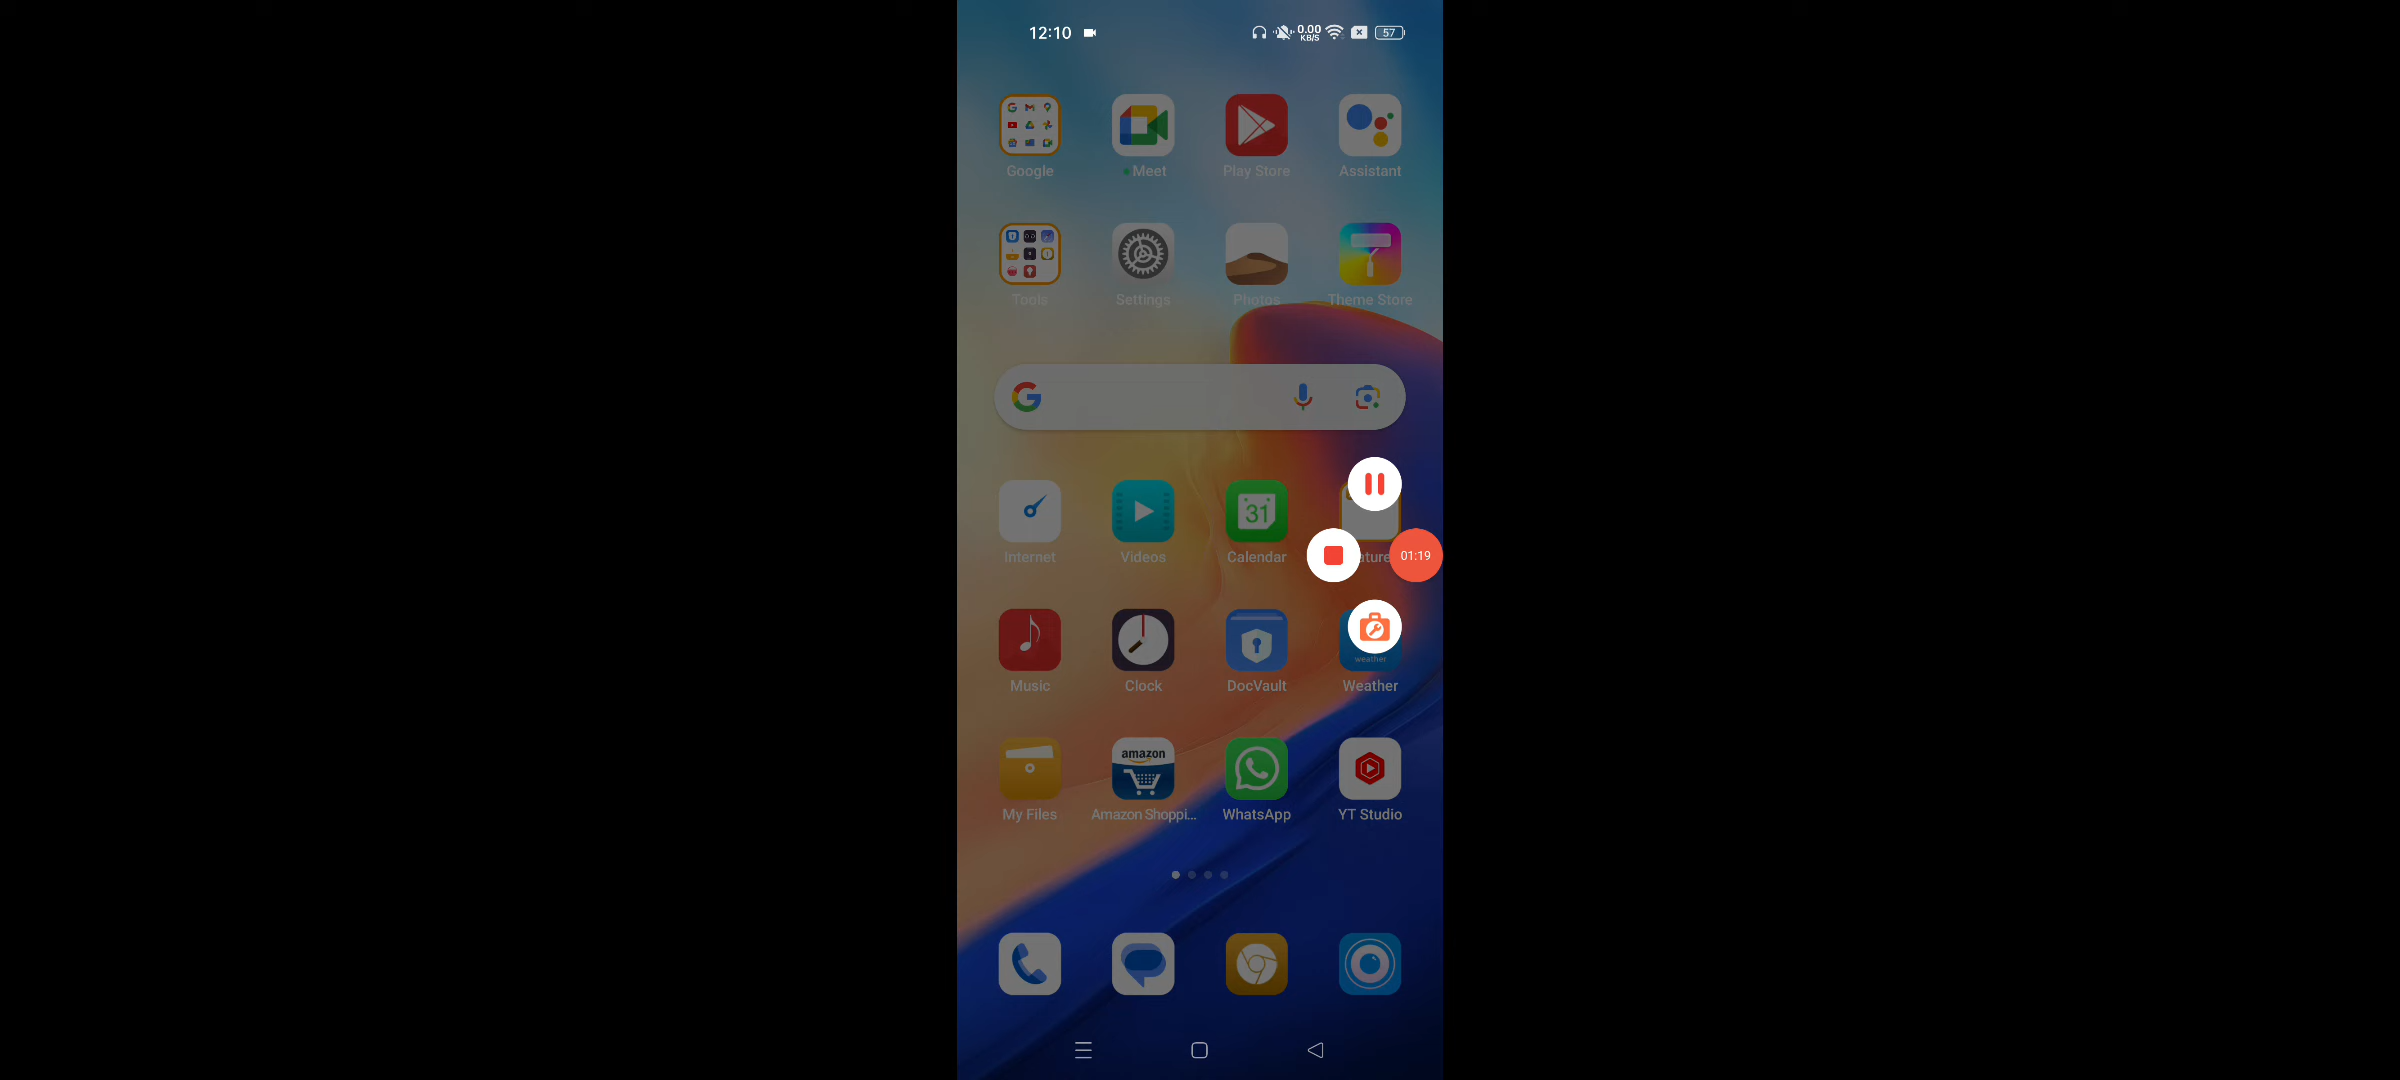 12:10 0.00 KB/S 57
Google Meet Play Store Assistant
Tools Settings Photos Theme Store
31
Internet Videos Calendar ature
01:19
weather
Music Clock DocVault Weather
amazon
My Files Amazon Shoppi... WhatsApp YT Studio